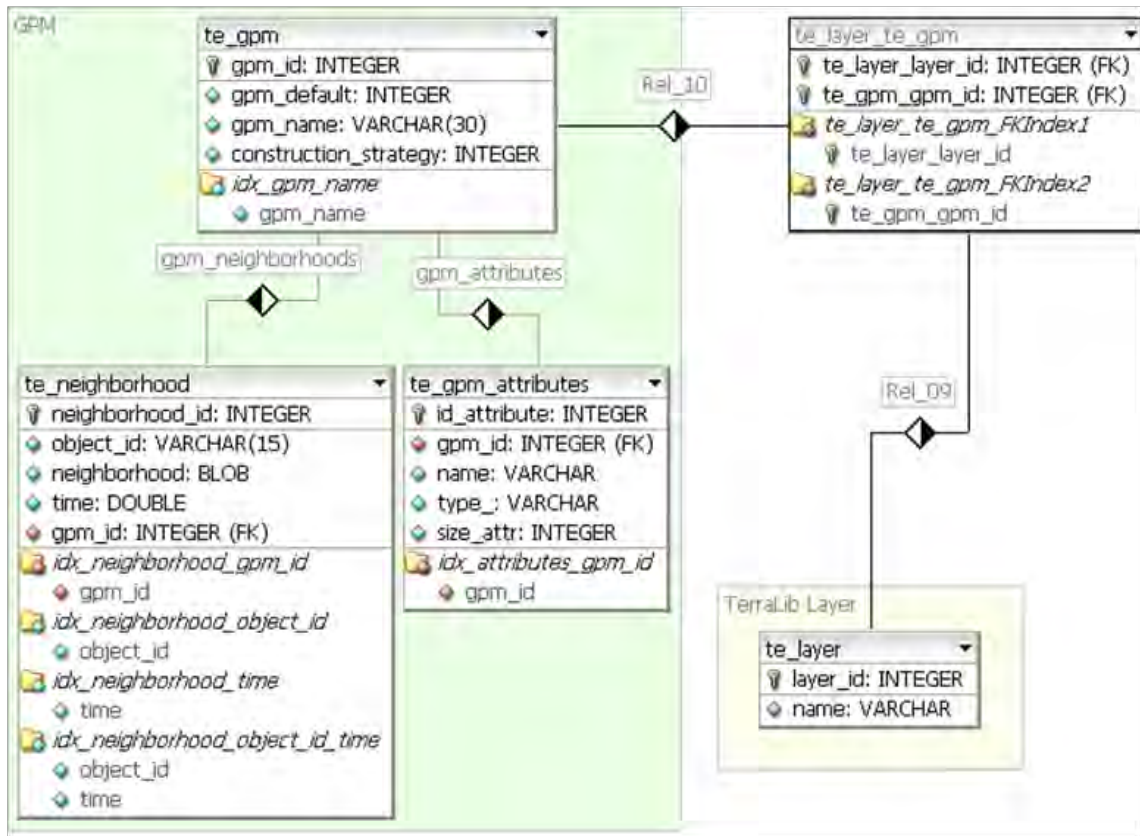 GPM
te_gpm
gpm_id: INTEGER
gpm_default: INTEGER
gpm_name: VARCHAR(30)
construction_strategy: INTEGER
idx_gpm_name
gpm_name
Rel_10
te_layer_te_gpm
te_layer_layer_id: INTEGER (FK)
te_gpm_gpm_id: INTEGER (FK)
te_layer_te_gpm_FKIndex1
te_layer_layer_id
te_layer_te_gpm_FKIndex2
te_gpm_gpm_id
gpm_neighborhoods
gpm_attributes
te_neighborhood
neighborhood_id: INTEGER
object_id: VARCHAR(15)
neighborhood: BLOB
time: DOUBLE
gpm_id: INTEGER (FK)
idx_neighborhood_gpm_id
gpm_id
idx_neighborhood_object_id
object_id
idx_neighborhood_time
time
idx_neighborhood_object_id_time
object_id
time
te_gpm_attributes
id_attribute: INTEGER
gpm_id: INTEGER (FK)
name: VARCHAR
type_: VARCHAR
size_attr: INTEGER
idx_attributes_gpm_id
gpm_id
Rel_09
TerraLib Layer
te_layer
layer_id: INTEGER
name: VARCHAR